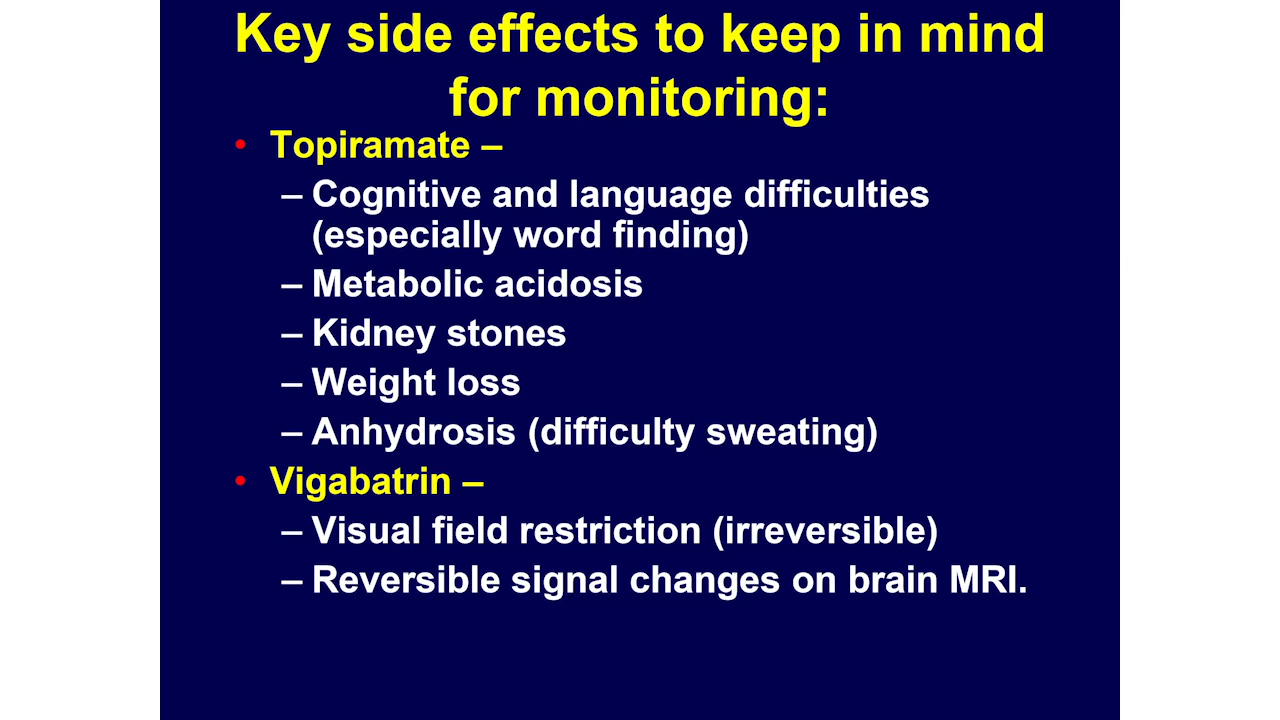 Key side effects to keep in mind
for monitoring:
• Topiramate –
– Cognitive and language difficulties
(especially word finding)
– Metabolic acidosis
– Kidney stones
– Weight loss
– Anhydrosis (difficulty sweating)
• Vigabatrin –
– Visual field restriction (irreversible)
– Reversible signal changes on brain MRI.